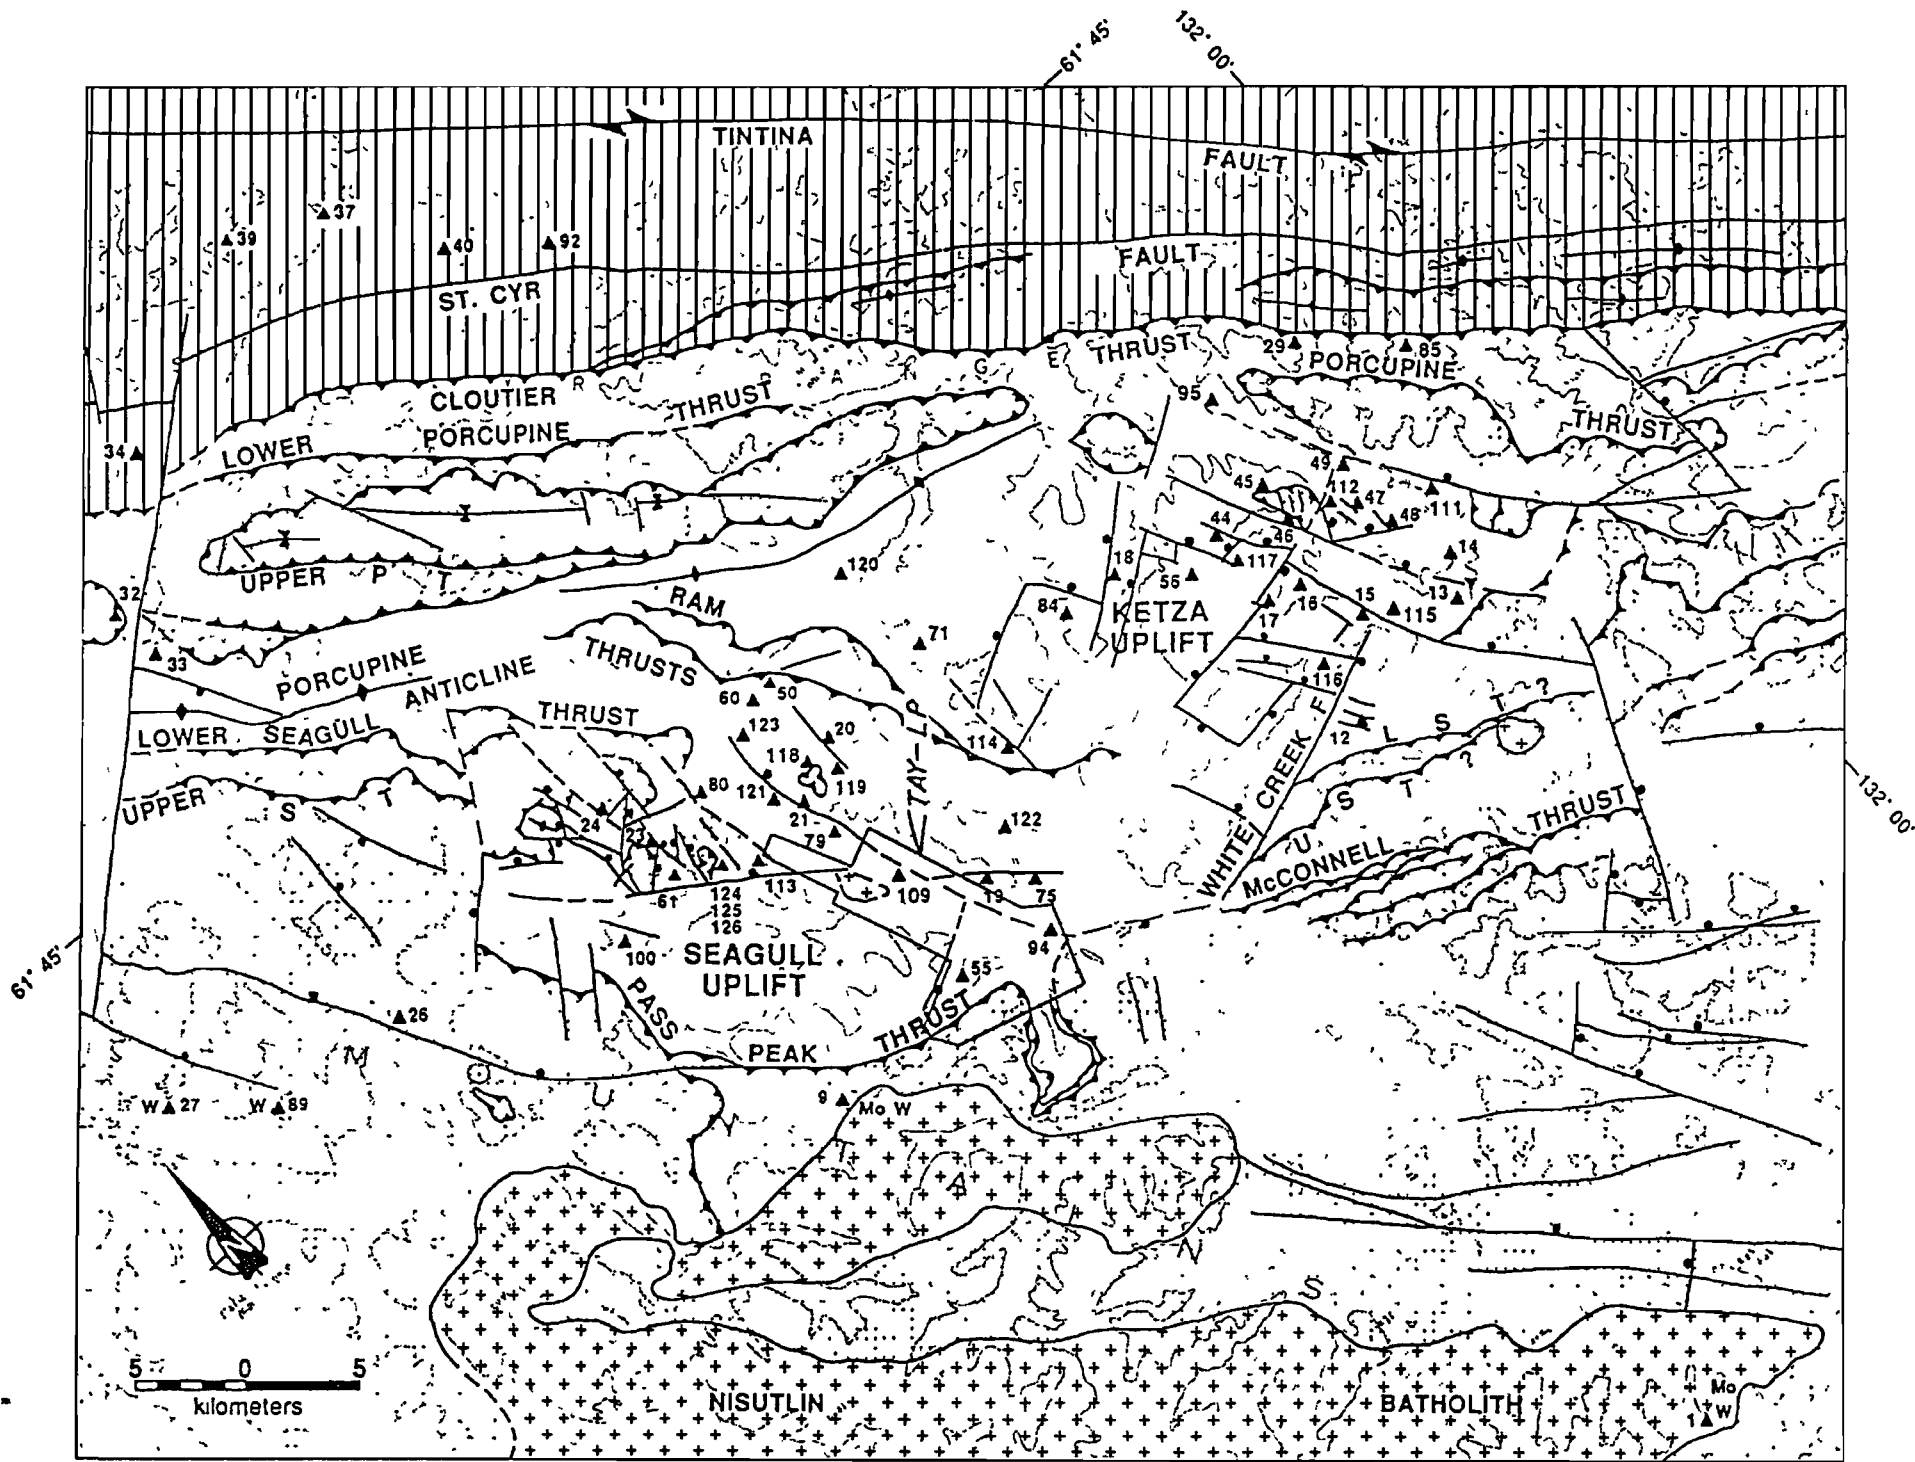 61° 45'
132° 00'
TINTINA
FAULT
37
39
40
92
FAULT
ST. CYR
THRUST
29
85
PORCUPINE
R A N G E
CLOUTIER
THRUST
95
PORCUPINE
THRUST
LOWER
34
49
45
112
47
111
48
44
46
14
117
18
56
UPPER P T
120
32
RAM
16
15
13
115
84
17
KETZA
UPLIFT
71
33
THRUSTS
PORCUPINE
ANTICLINE
116
60
50
THRUST
LOWER SEAGULL
123
20
TAY-LP
114
12
L S T ?
118
119
80
121
UPPER S T
21
122
24
23
79
U S T ?
WHITE CREEK F
McCONNELL
THRUST
132° 00'
61
124
125
126
113
109
19
75
94
61° 45'
100
SEAGULL
UPLIFT
55
PASS
PEAK
THRUST
26
M
W 27
W 89
9
Mo W
U
N
T
A
I
N
S
5 0 5
kilometers
NISUTLIN
BATHOLITH
Mo
1 W